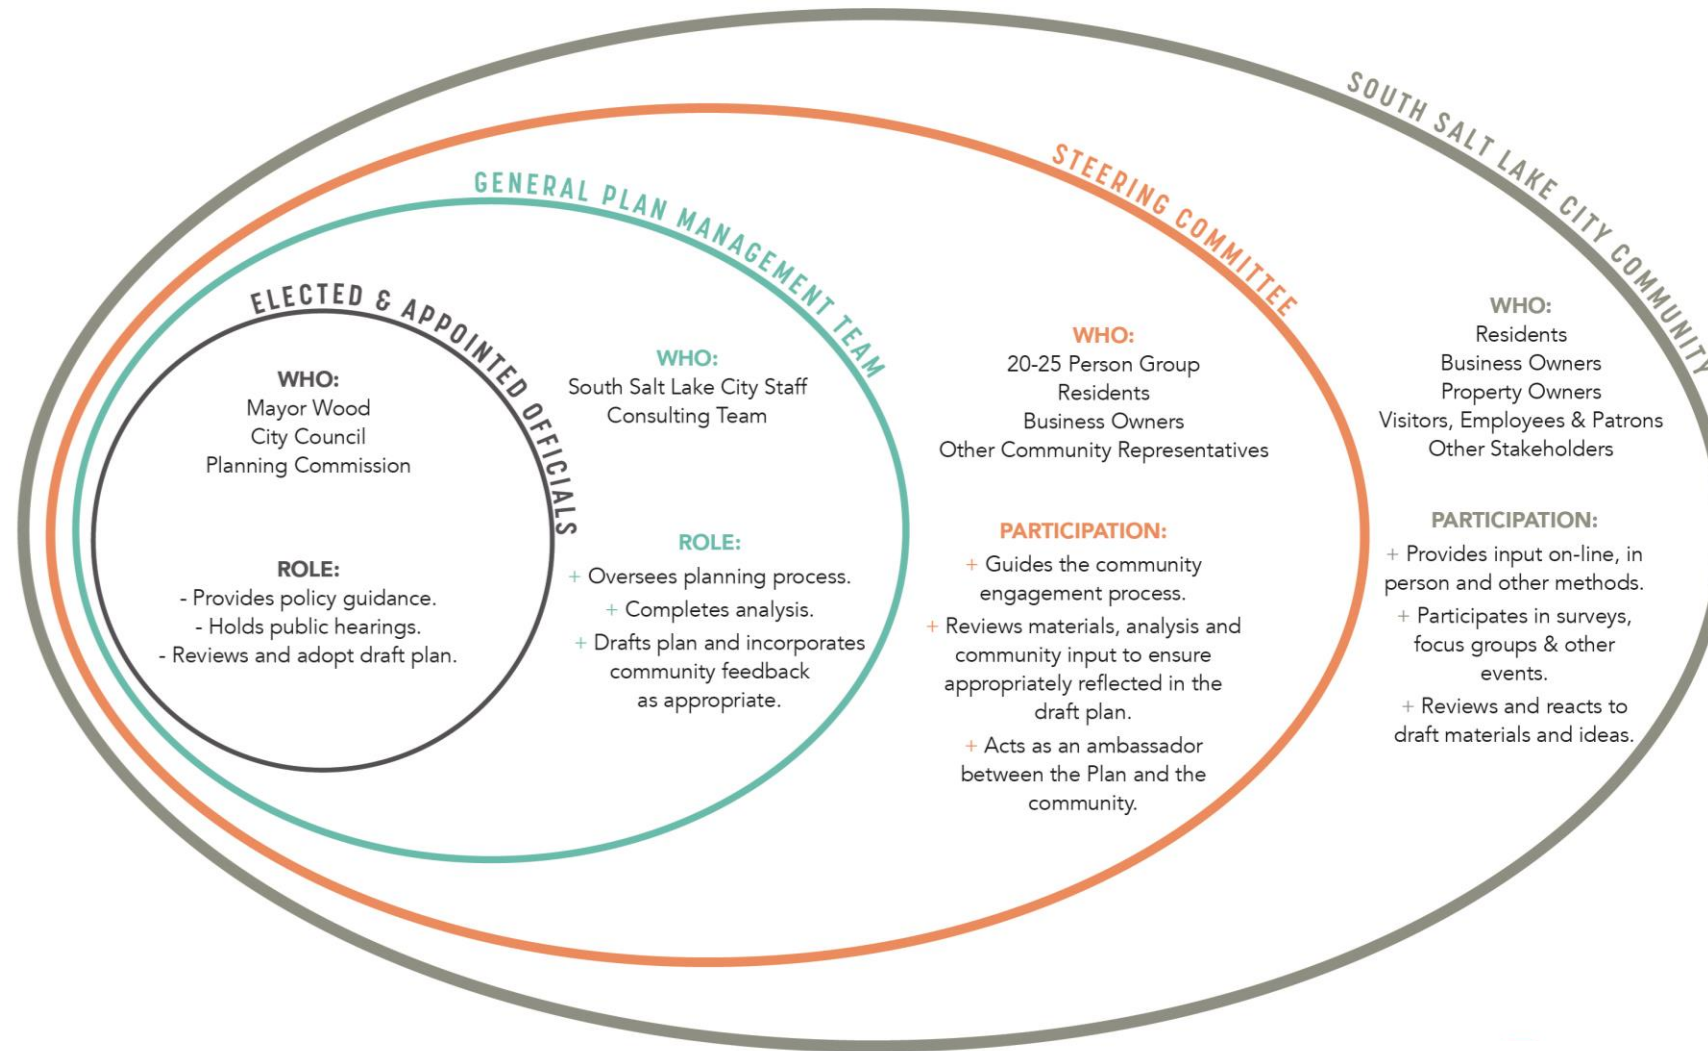 ELECTED & APPOINTED OFFICIALS
WHO:
Mayor Wood
City Council
Planning Commission
ROLE:
- Provides policy guidance.
- Holds public hearings.
- Reviews and adopt draft plan.
GENERAL PLAN MANAGEMENT TEAM
WHO:
South Salt Lake City Staff
Consulting Team
ROLE:
+ Oversees planning process.
+ Completes analysis.
+ Drafts plan and incorporates
community feedback
as appropriate.
STEERING COMMITTEE
WHO:
20-25 Person Group
Residents
Business Owners
Other Community Representatives
PARTICIPATION:
+ Guides the community
engagement process.
+ Reviews materials, analysis and
community input to ensure
appropriately reflected in the
draft plan.
+ Acts as an ambassador
between the Plan and the
community.
SOUTH SALT LAKE CITY COMMUNITY
WHO:
Residents
Business Owners
Property Owners
Visitors, Employees & Patrons
Other Stakeholders
PARTICIPATION:
+ Provides input on-line, in
person and other methods.
+ Participates in surveys,
focus groups & other
events.
+ Reviews and reacts to
draft materials and ideas.